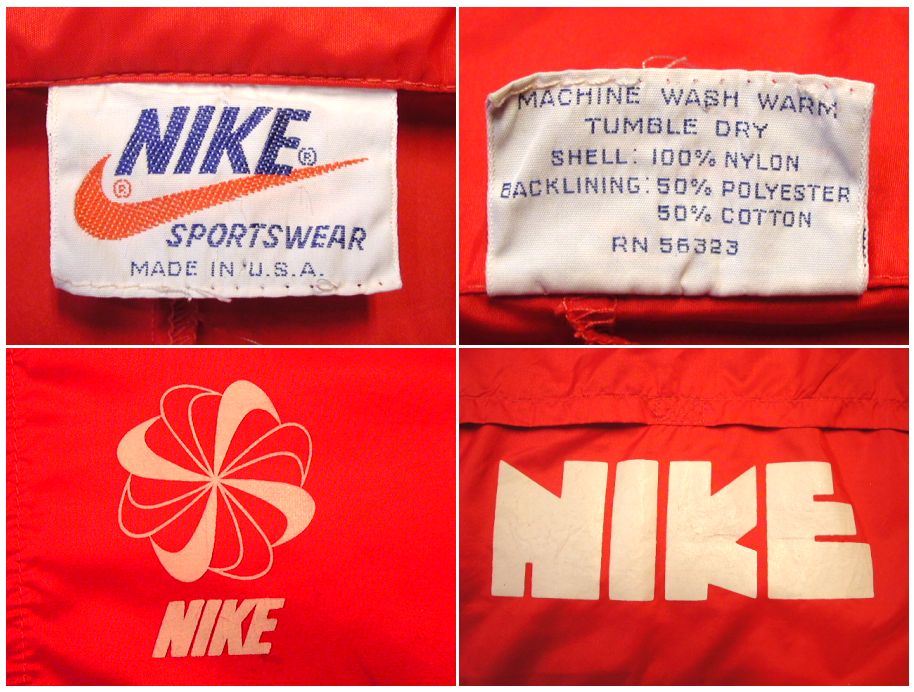 NIKE®
®
SPORTSWEAR
MADE IN U.S.A.
MACHINE WASH WARM
TUMBLE DRY
SHELL: 100% NYLON
BACKLINING: 50% POLYESTER
50% COTTON
RN 56323
NIKE
NIKE